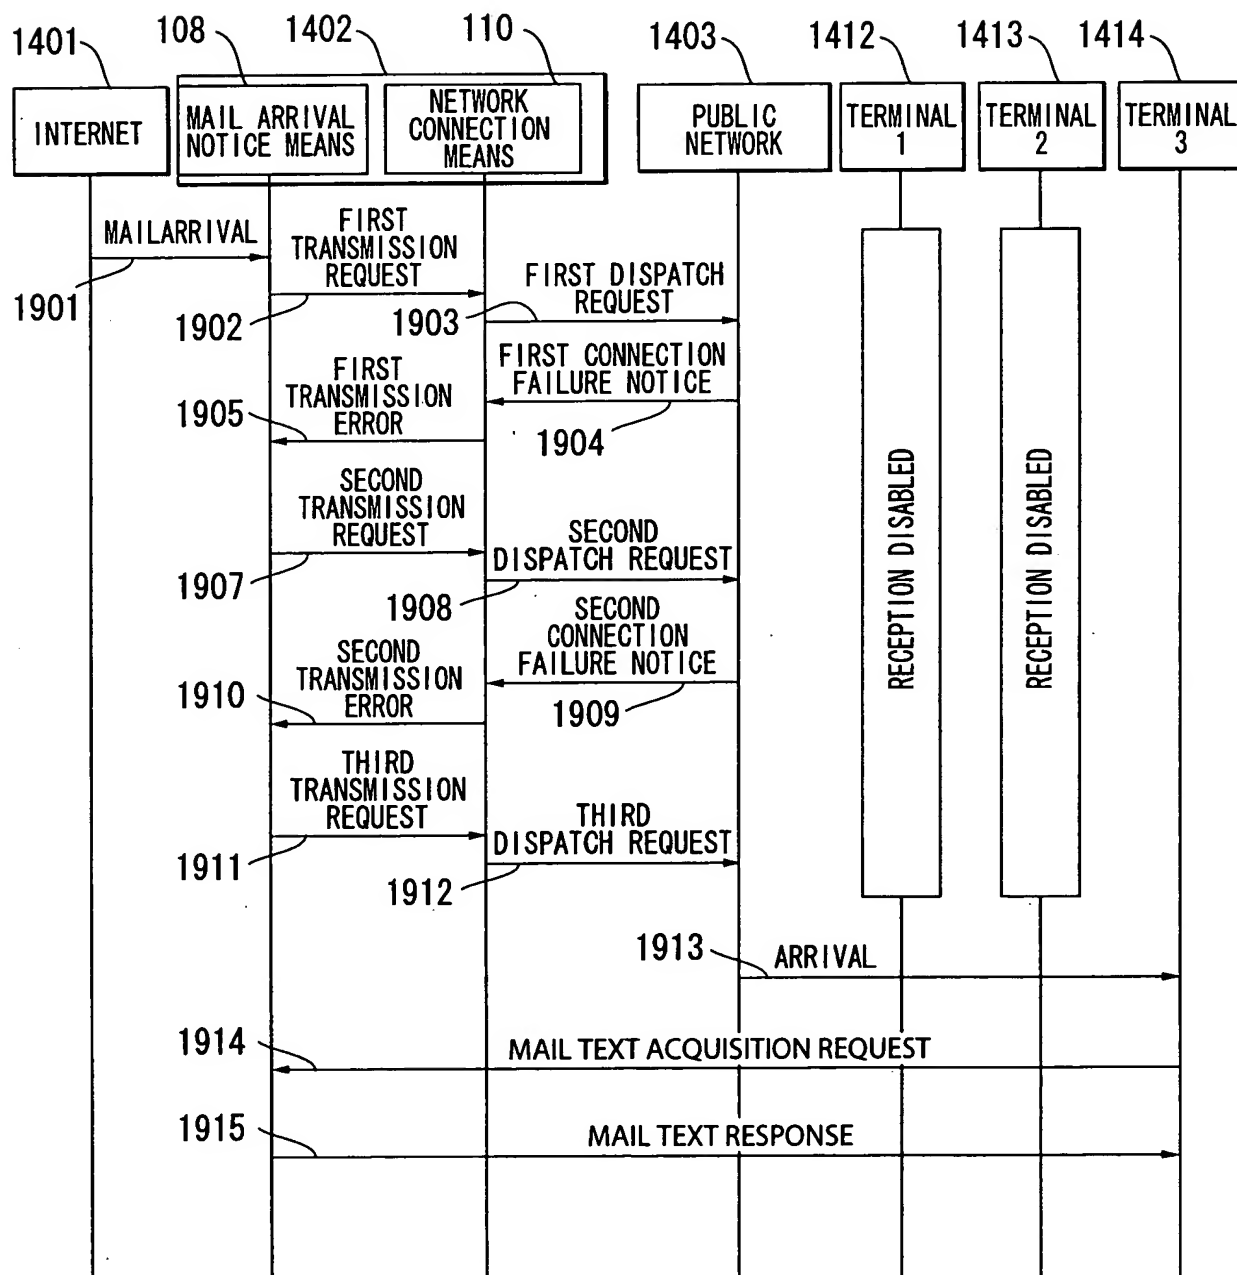 1401
108
1402
110
1403
1412
1413
1414
INTERNET
MAIL ARRIVAL
NOTICE MEANS
NETWORK
CONNECTION
MEANS
PUBLIC
NETWORK
TERMINAL
1
TERMINAL
2
TERMINAL
3
MAILARRIVAL
1901
FIRST
TRANSMISSION
REQUEST
1902
FIRST DISPATCH
REQUEST
1903
FIRST CONNECTION
FAILURE NOTICE
1904
FIRST
TRANSMISSION
ERROR
1905
SECOND
TRANSMISSION
REQUEST
1907
SECOND
DISPATCH REQUEST
1908
SECOND
CONNECTION
FAILURE NOTICE
1909
SECOND
TRANSMISSION
ERROR
1910
THIRD
TRANSMISSION
REQUEST
1911
THIRD
DISPATCH REQUEST
1912
RECEPTION DISABLED
RECEPTION DISABLED
1913
ARRIVAL
1914
MAIL TEXT ACQUISITION REQUEST
1915
MAIL TEXT RESPONSE